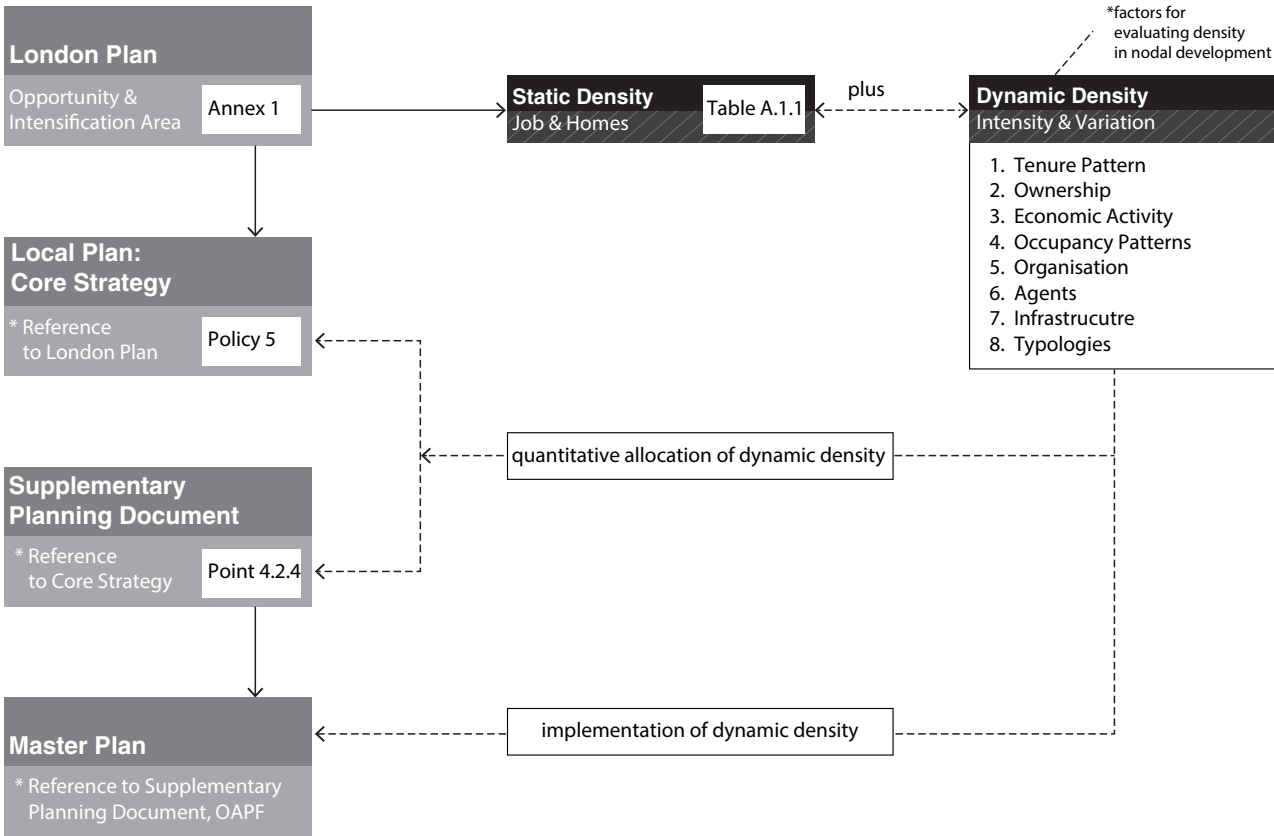 London Plan
Opportunity &
Intensification Area
Annex 1
Static Density
Job & Homes
Table A.1.1
plus
*factors for
evaluating density
in nodal development
Dynamic Density
Intensity & Variation
1. Tenure Pattern
2. Ownership
3. Economic Activity
4. Occupancy Patterns
5. Organisation
6. Agents
7. Infrastrucutre
8. Typologies
Local Plan:
Core Strategy
* Reference
to London Plan
Policy 5
quantitative allocation of dynamic density
Supplementary
Planning Document
* Reference
to Core Strategy
Point 4.2.4
Master Plan
* Reference to Supplementary
Planning Document, OAPF
implementation of dynamic density